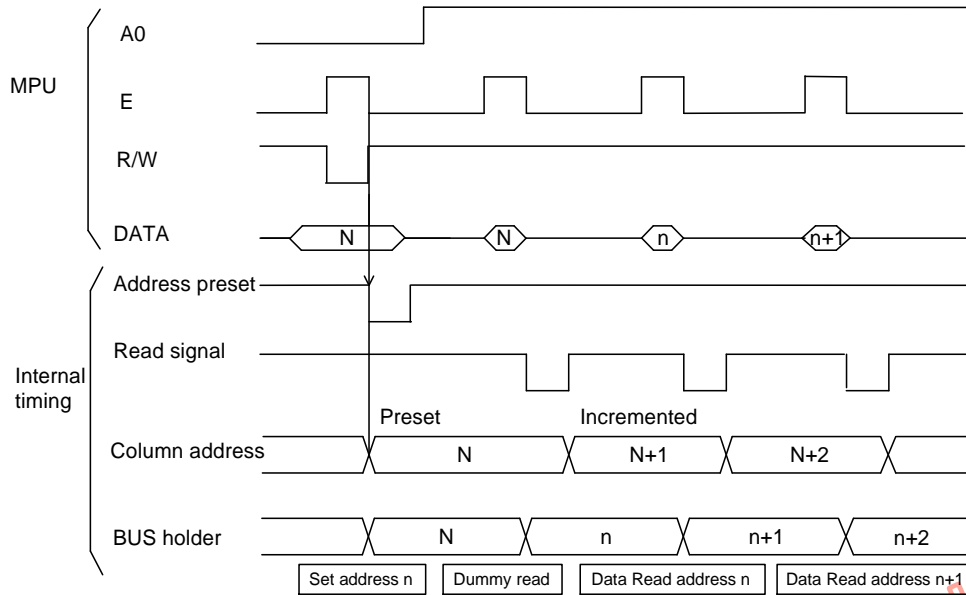 A0
MPU
E
R/W
DATA
N
N
n
n+1
Address preset
Read signal
Internal
timing
Preset
Incremented
Column address
N
N+1
N+2
BUS holder
N
n
n+1
n+2
Set address n
Dummy read
Data Read address n
Data Read address n+1